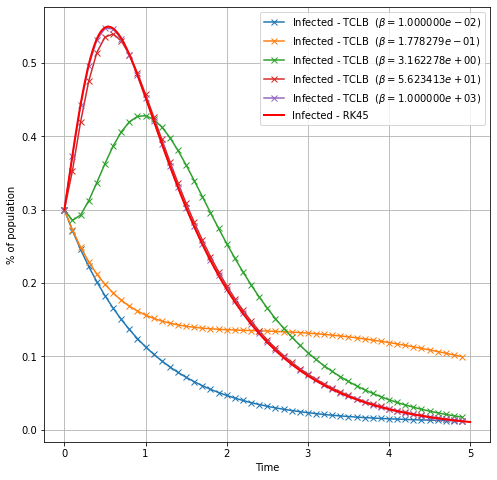 Infected - TCLB (β = 1.000000e − 02)
Infected - TCLB (β = 1.778279e − 01)
Infected - TCLB (β = 3.162278e + 00)
Infected - TCLB (β = 5.623413e + 01)
Infected - TCLB (β = 1.000000e + 03)
Infected - RK45
0.5
0.4
0.3
0.2
0.1
0.0
% of population
0 1 2 3 4 5
Time